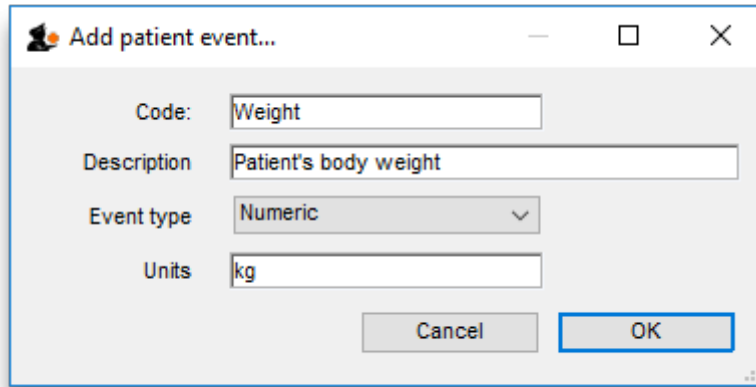 Add patient event...
Code: Weight
Description Patient's body weight
Event type Numeric
Units kg
Cancel OK